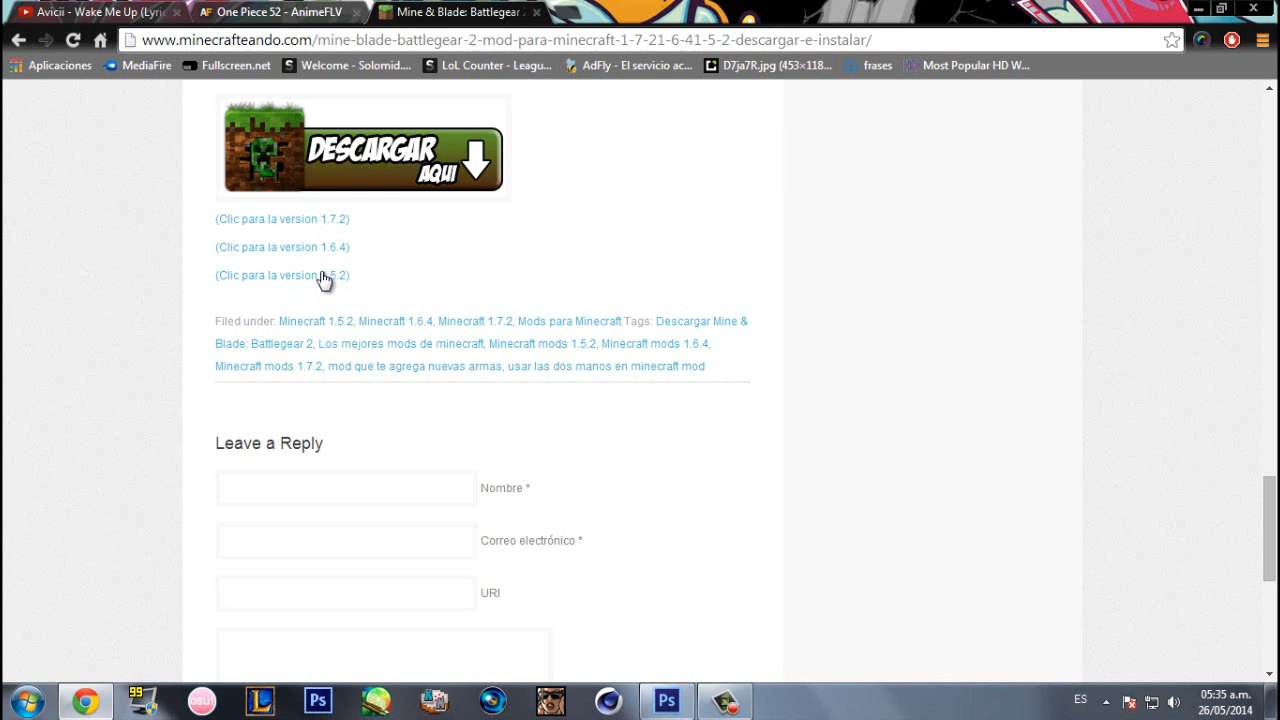 Avicii - Wake Me Up (Lyric
One Piece 52 - AnimeFLV
Mine & Blade: Battlegear
www.minecrafteando.com/mine-blade-battlegear-2-mod-para-minecraft-1-7-21-6-41-5-2-descargar-e-instalar/
Aplicaciones MediaFire Fullscreen.net Welcome - Solomid.... LoL Counter - Leagu... AdFly - El servicio ac... D7ja7R.jpg (453×118... frases Most Popular HD W...
DESCARGAR
AQUI
(Clic para la version 1.7.2)
(Clic para la version 1.6.4)
(Clic para la version 5.2)
Filed under: Minecraft 1.5.2, Minecraft 1.6.4, Minecraft 1.7.2, Mods para Minecraft Tags: Descargar Mine &
Blade: Battlegear 2, Los mejores mods de minecraft, Minecraft mods 1.5.2, Minecraft mods 1.6.4,
Minecraft mods 1.7.2, mod que te agrega nuevas armas, usar las dos manos en minecraft mod
Leave a Reply
Nombre *
Correo electrónico *
URI
99
osu!
L
Ps
Ps
ES
05:35 a.m.
26/05/2014